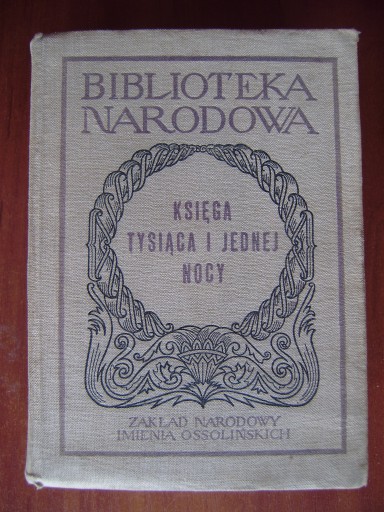 BIBLIOTEKA
NARODOWA
KSIĘGA
TYSIĄCA I JEDNEJ
NOCY
ZAKŁAD NARODOWY
IMIENIA OSSOLIŃSKICH